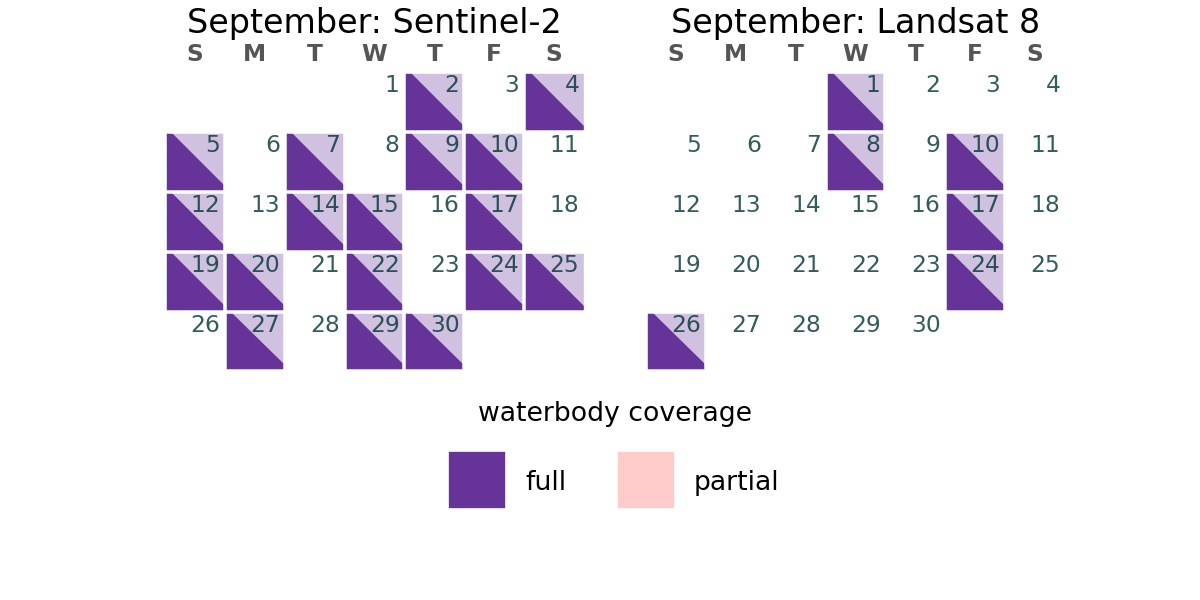 September: Sentinel-2
S M T W T F S
1 2 3 4
5 6 7 8 9 10 11
12 13 14 15 16 17 18
19 20 21 22 23 24 25
26 27 28 29 30
September: Landsat 8
S M T W T F S
1 2 3 4
5 6 7 8 9 10 11
12 13 14 15 16 17 18
19 20 21 22 23 24 25
26 27 28 29 30
waterbody coverage
full partial